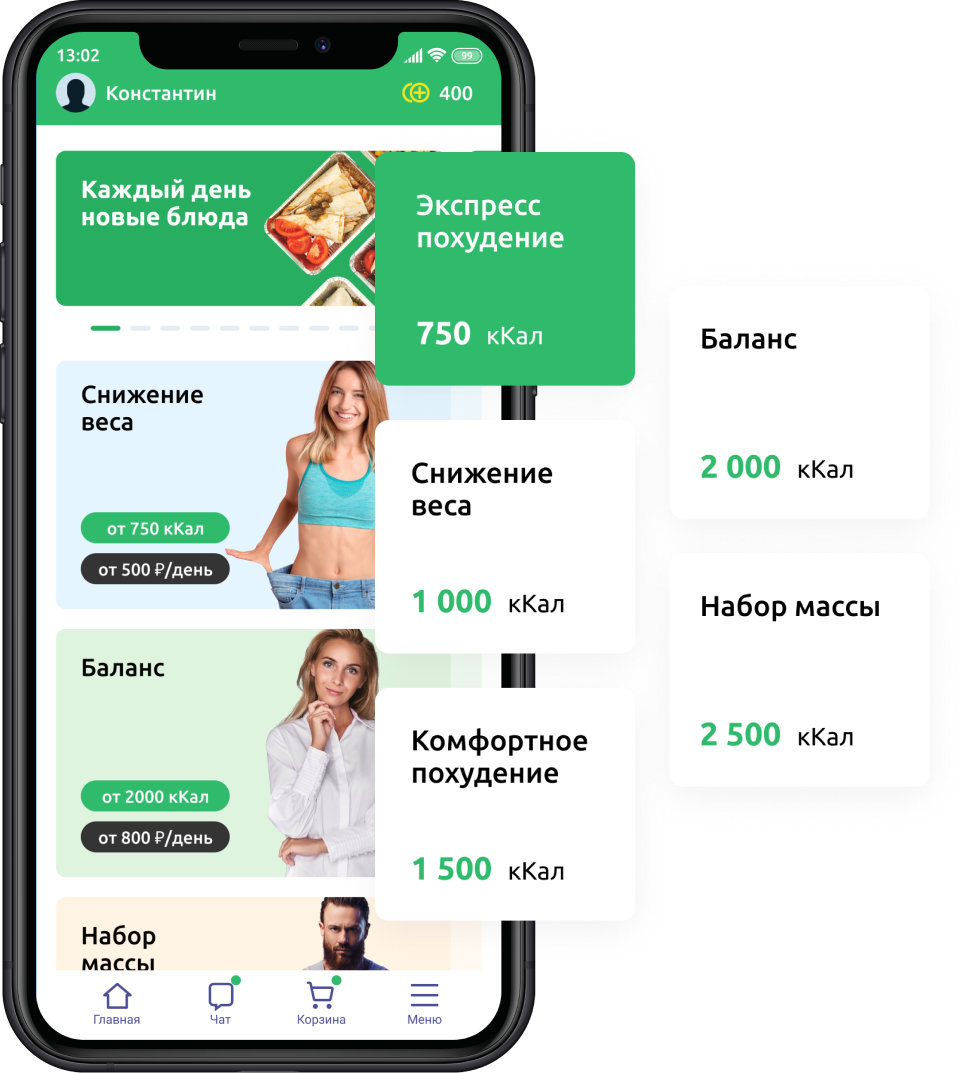 13:02
99
Константин
400
Каждый день
новые блюда
Снижение
веса
от 750 кКал
от 500 ₽/день
Баланс
от 2000 кКал
от 800 ₽/день
Набор
массы
Главная
Чат
Корзина
Меню
Экспресс
похудение
750 кКал
Снижение
веса
1 000 кКал
Комфортное
похудение
1 500 кКал
Баланс
2 000 кКал
Набор массы
2 500 кКал